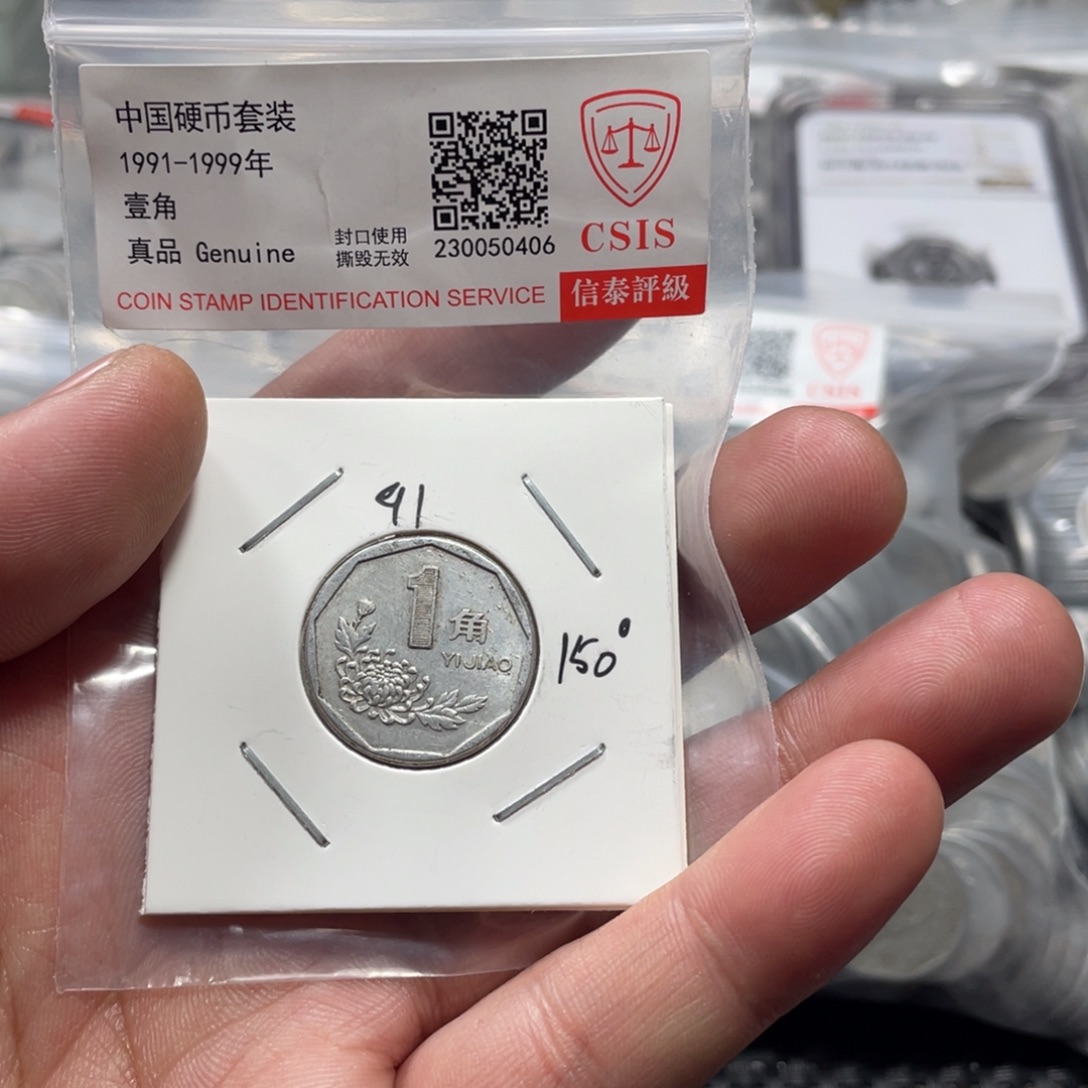 中国硬币套装
1991-1999年
壹角
真品 Genuine
封口使用
撕毁无效
230050406
CSIS
COIN STAMP IDENTIFICATION SERVICE
信泰評級
91
1角
YIJIAO
150°
CSIS